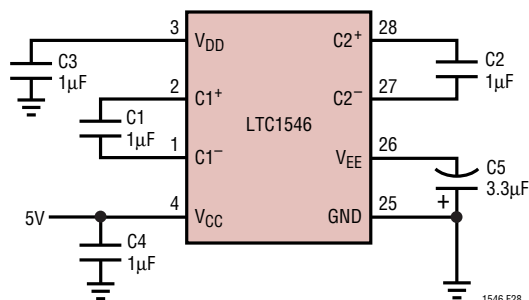 3
V_DD
C2⁺
28
C3
1µF
C2
1µF
2
C1⁺
C2⁻
27
C1
1µF
LTC1546
1
C1⁻
V_EE
26
C5
3.3µF
+
5V
4
V_CC
GND
25
C4
1µF
1546 F28